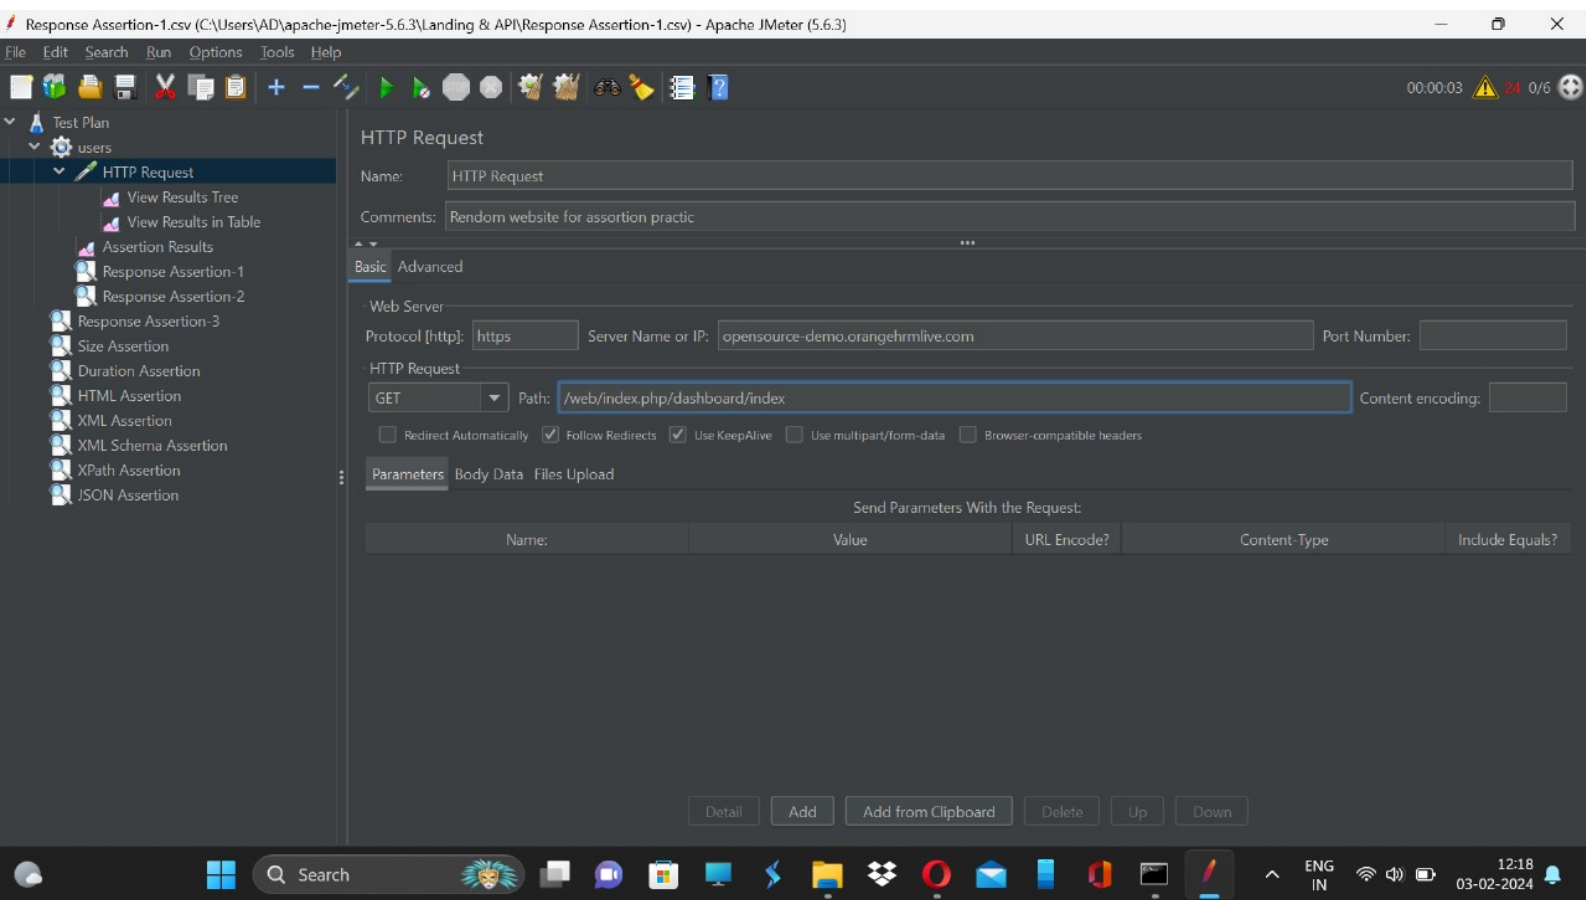 Response Assertion-1.csv (C:\Users\AD\apache-jmeter-5.6.3\Landing & API\Response Assertion-1.csv) - Apache JMeter (5.6.3)
File Edit Search Run Options Tools Help
STOP
00:00:03 24 0/6
Test Plan
users
HTTP Request
View Results Tree
View Results in Table
Assertion Results
Response Assertion-1
Response Assertion-2
Response Assertion-3
Size Assertion
Duration Assertion
HTML Assertion
XML Assertion
XML Schema Assertion
XPath Assertion
JSON Assertion
HTTP Request
Name: HTTP Request
Comments: Rendom website for assortion practic
Basic Advanced
Web Server
Protocol [http]: https Server Name or IP: opensource-demo.orangehrmlive.com Port Number:
HTTP Request
GET Path: /web/index.php/dashboard/index Content encoding:
Redirect Automatically Follow Redirects Use KeepAlive Use multipart/form-data Browser-compatible headers
Parameters Body Data Files Upload
Send Parameters With the Request:
Name: Value URL Encode? Content-Type Include Equals?
Detail Add Add from Clipboard Delete Up Down
Search
ENG
IN
12:18
03-02-2024